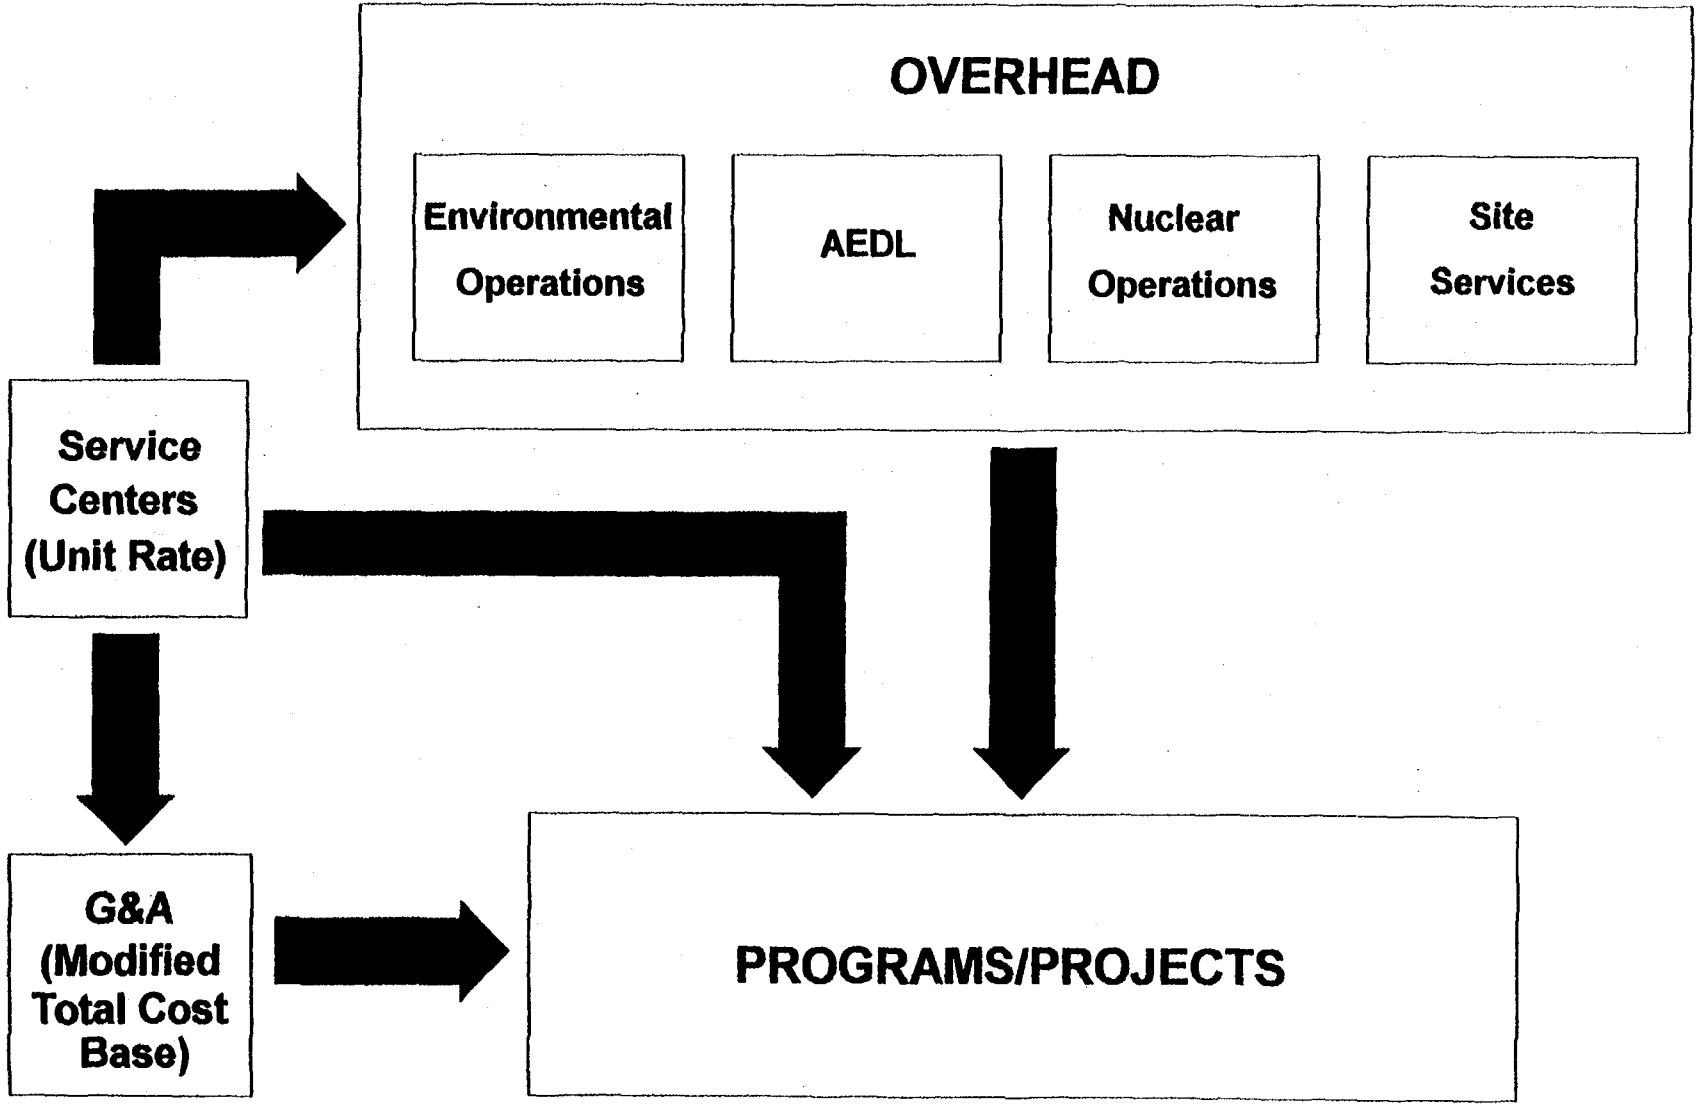 OVERHEAD
Environmental
Operations
AEDL
Nuclear
Operations
Site
Services
Service
Centers
(Unit Rate)
G&A
(Modified
Total Cost
Base)
PROGRAMS/PROJECTS